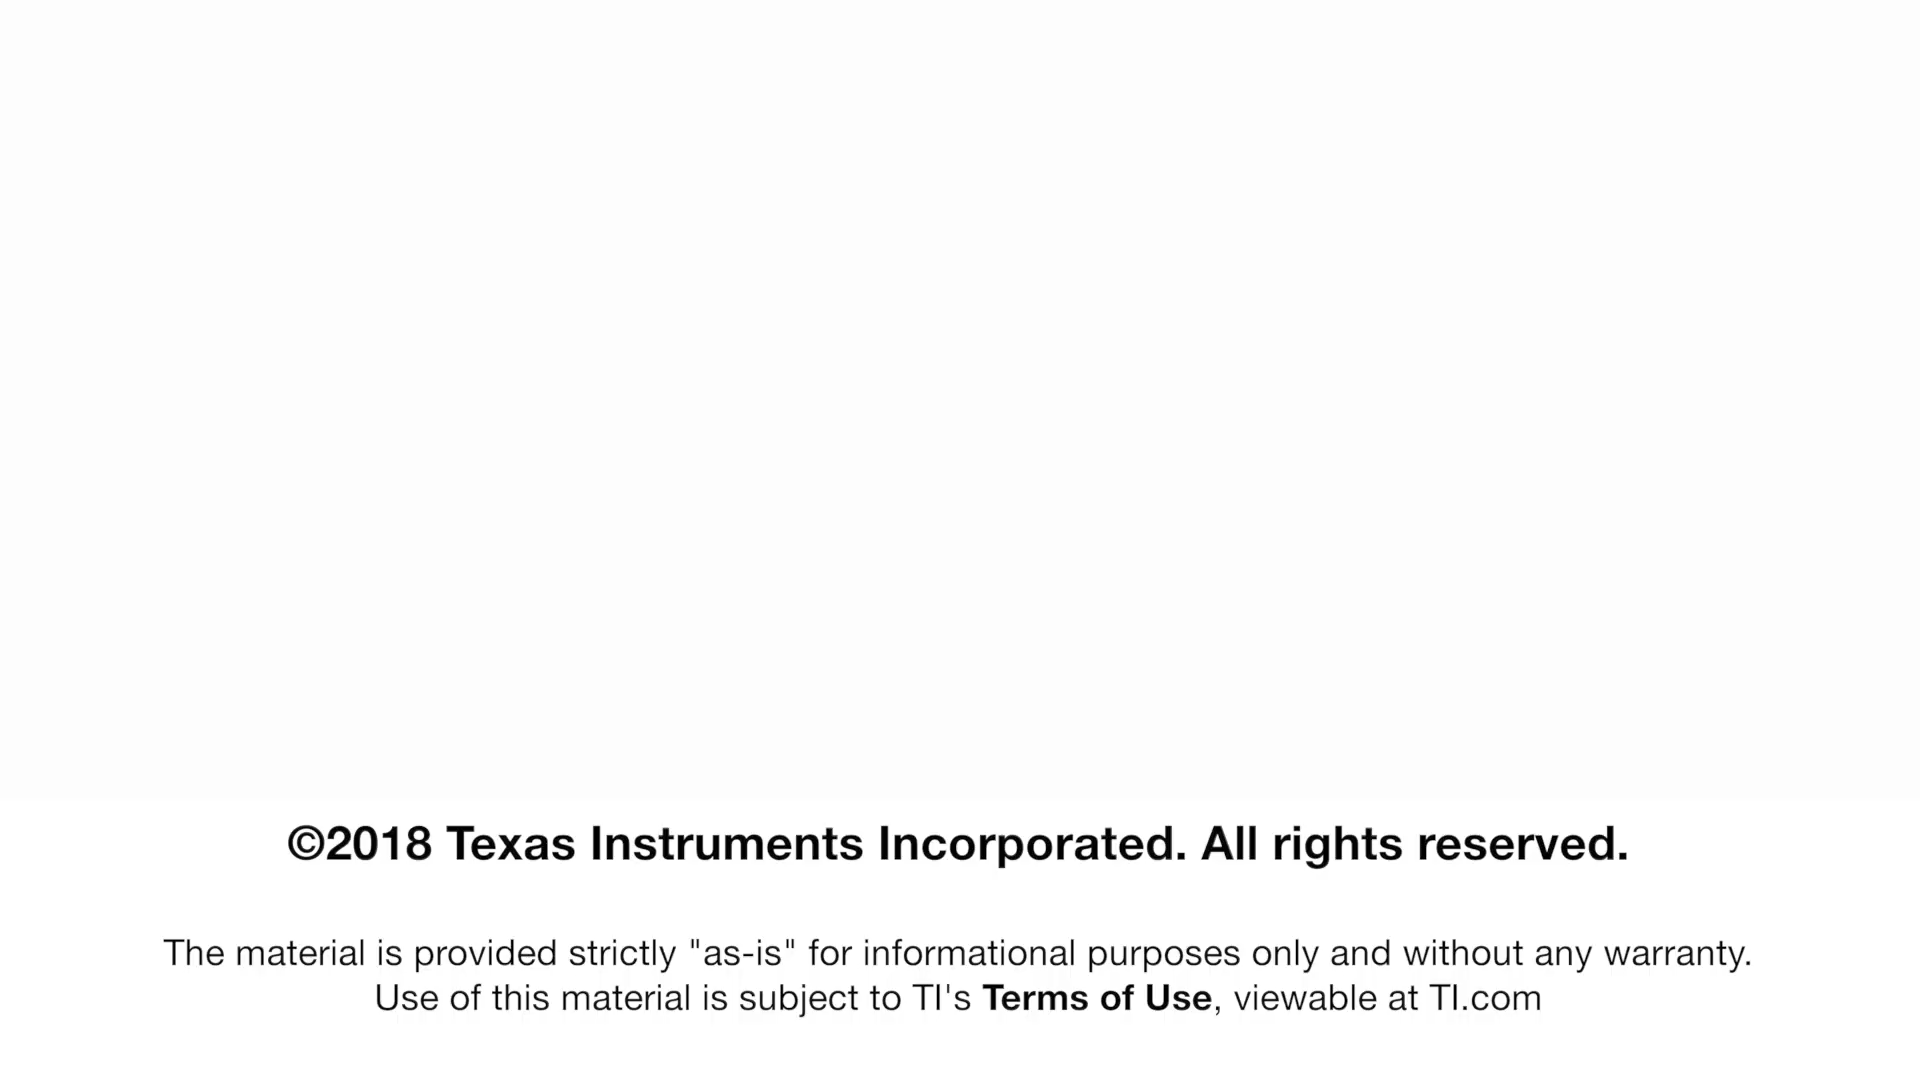 ©2018 Texas Instruments Incorporated. All rights reserved.
The material is provided strictly "as-is" for informational purposes only and without any warranty.
Use of this material is subject to TI's Terms of Use, viewable at TI.com